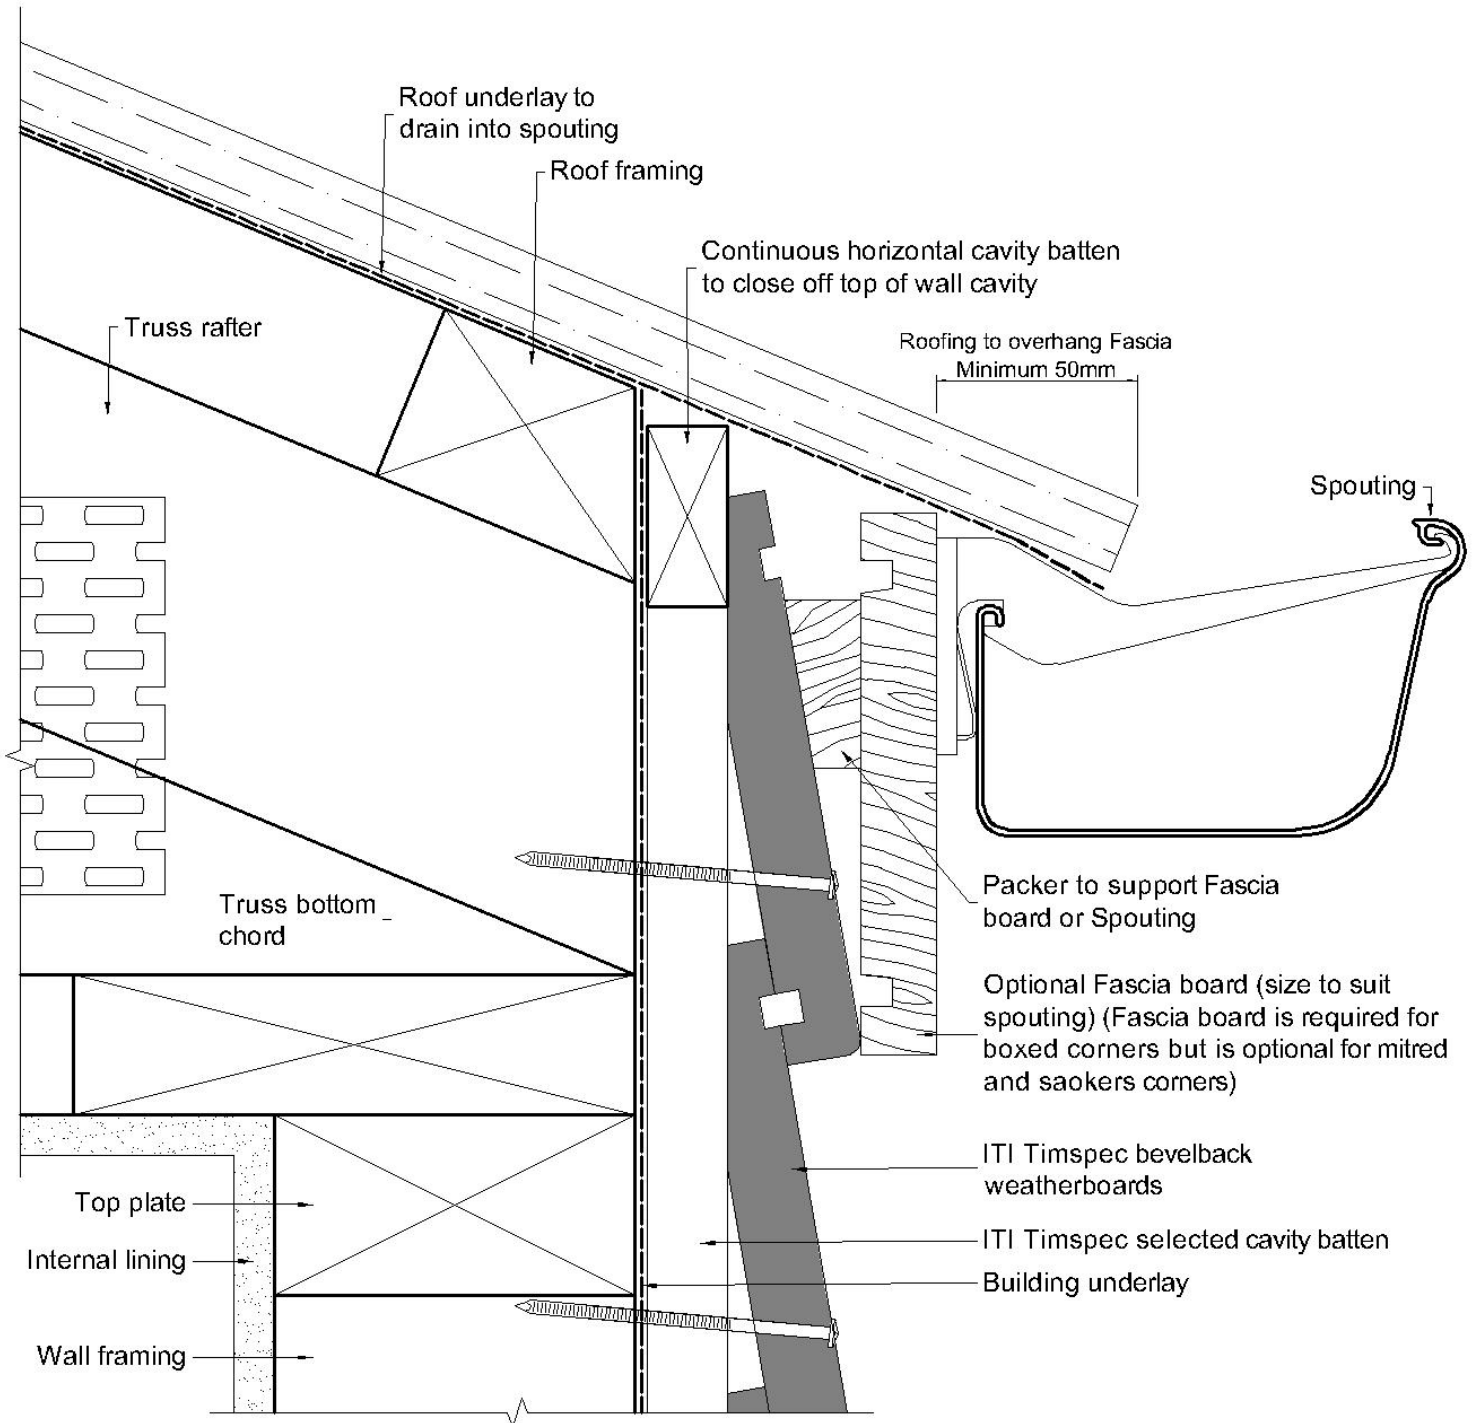 Roof underlay to
drain into spouting
Roof framing
Continuous horizontal cavity batten
to close off top of wall cavity
Truss rafter
Roofing to overhang Fascia
Minimum 50mm
Spouting
Packer to support Fascia
board or Spouting
Truss bottom
chord
Optional Fascia board (size to suit
spouting) (Fascia board is required for
boxed corners but is optional for mitred
and saokers corners)
ITI Timspec bevelback
weatherboards
Top plate
ITI Timspec selected cavity batten
Internal lining
Building underlay
Wall framing